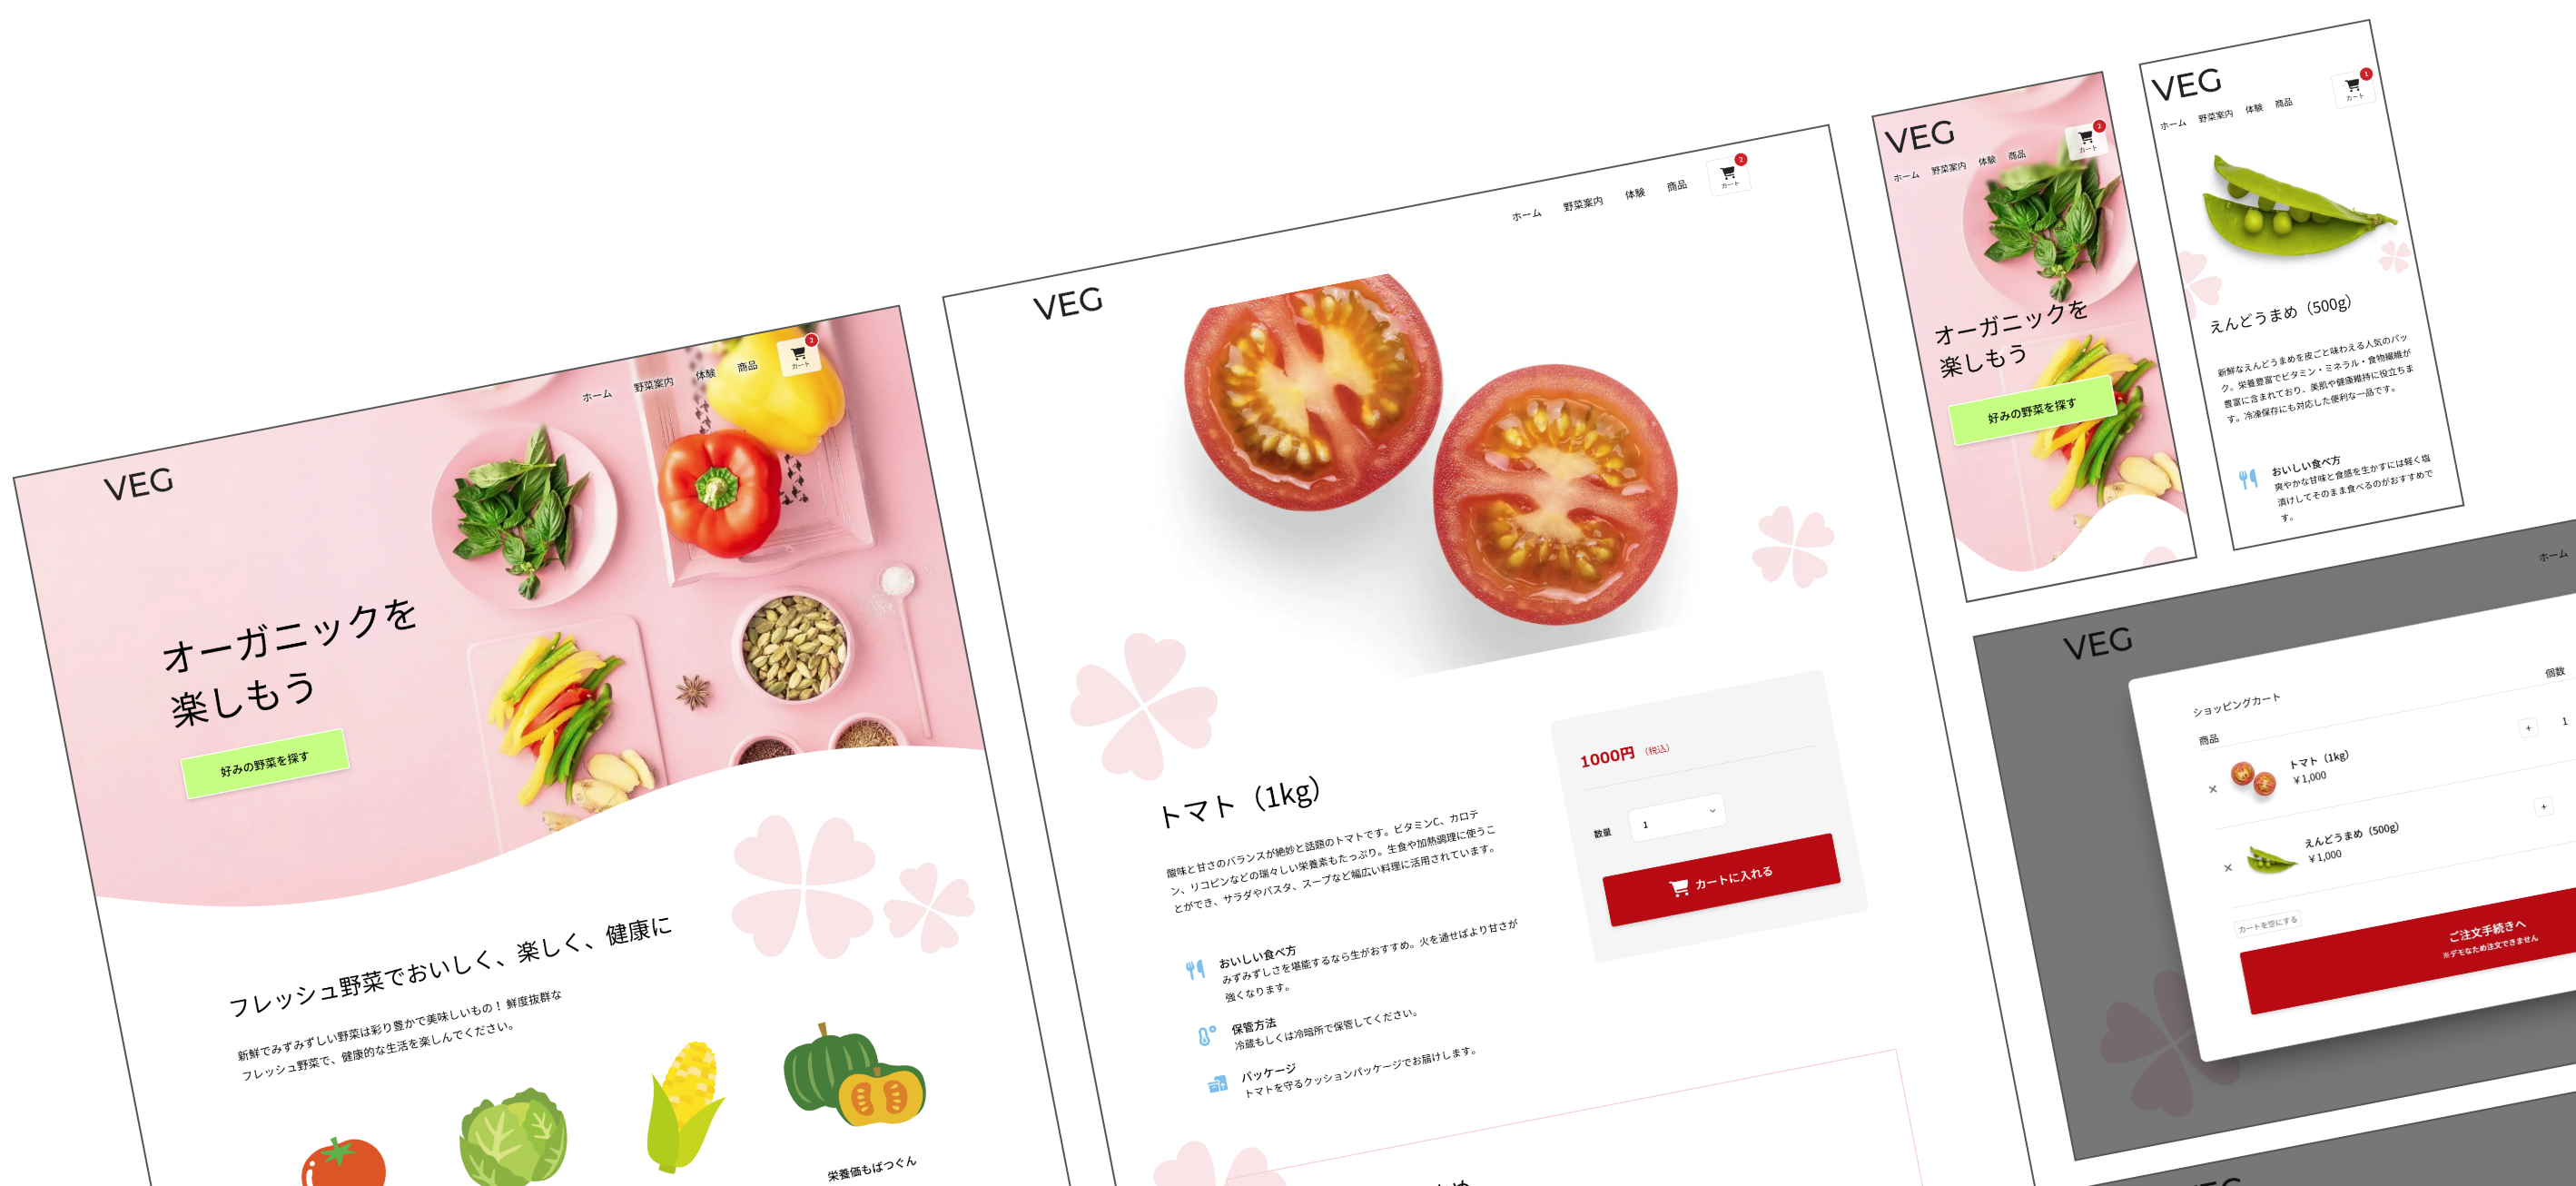 VEG
ホーム 野菜案内 体験 商品
カート
2
オーガニックを
楽しもう
好みの野菜を探す
フレッシュ野菜でおいしく、楽しく、健康に
新鮮でみずみずしい野菜は彩り豊かで美味しいもの！ 鮮度抜群な
フレッシュ野菜で、健康的な生活を楽しんでください。
栄養価もばつぐん
VEG
ホーム 野菜案内 体験 商品
カート
2
トマト（1kg）
酸味と甘さのバランスが絶妙と話題のトマトです。ビタミンC、カロテ
ン、リコピンなどの瑞々しい栄養素もたっぷり。生食や加熱調理に使うこ
とができ、サラダやパスタ、スープなど幅広い料理に活用されています。
おいしい食べ方
みずみずしさを堪能するなら生がおすすめ。火を通せばより甘さが
強くなります。
保管方法
冷蔵もしくは冷暗所で保管してください。
パッケージ
トマトを守るクッションパッケージでお届けします。
1000円 （税込）
数量
1
カートに入れる
VEG
ホーム 野菜案内 体験 商品
カート
2
オーガニックを
楽しもう
好みの野菜を探す
VEG
ホーム 野菜案内 体験 商品
カート
1
えんどうまめ（500g）
新鮮なえんどうまめを皮ごと味わえる人気のパッ
ク。栄養豊富でビタミン・ミネラル・食物繊維が
豊富に含まれており、美肌や健康維持に役立ちま
す。冷凍保存にも対応した便利な一品です。
おいしい食べ方
爽やかな甘味と食感を生かすには軽く塩
漬けしてそのまま食べるのがおすすめで
す。
VEG
ホーム
ショッピングカート
商品
個数
トマト（1kg）
￥1,000
+
1
えんどうまめ（500g）
￥1,000
+
カートを空にする
ご注文手続きへ
※デモなため注文できません